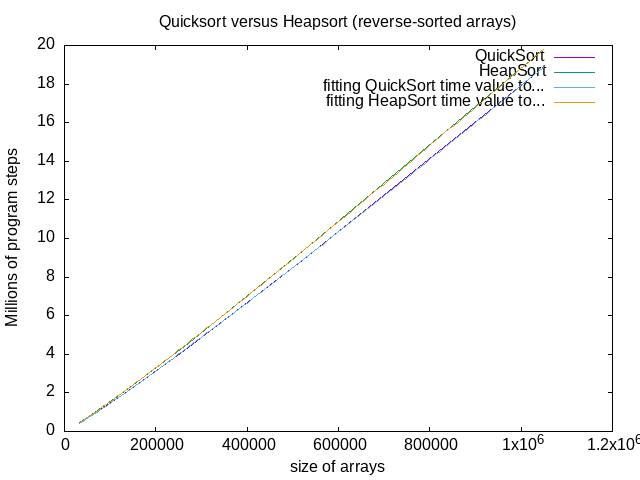 Quicksort versus Heapsort (reverse-sorted arrays)
20
18
16
14
12
10
8
6
4
2
0
Millions of program steps
QuickSort
HeapSort
fitting QuickSort time value to...
fitting HeapSort time value to...
0 200000 400000 600000 800000 1x10⁶ 1.2x10⁶
size of arrays